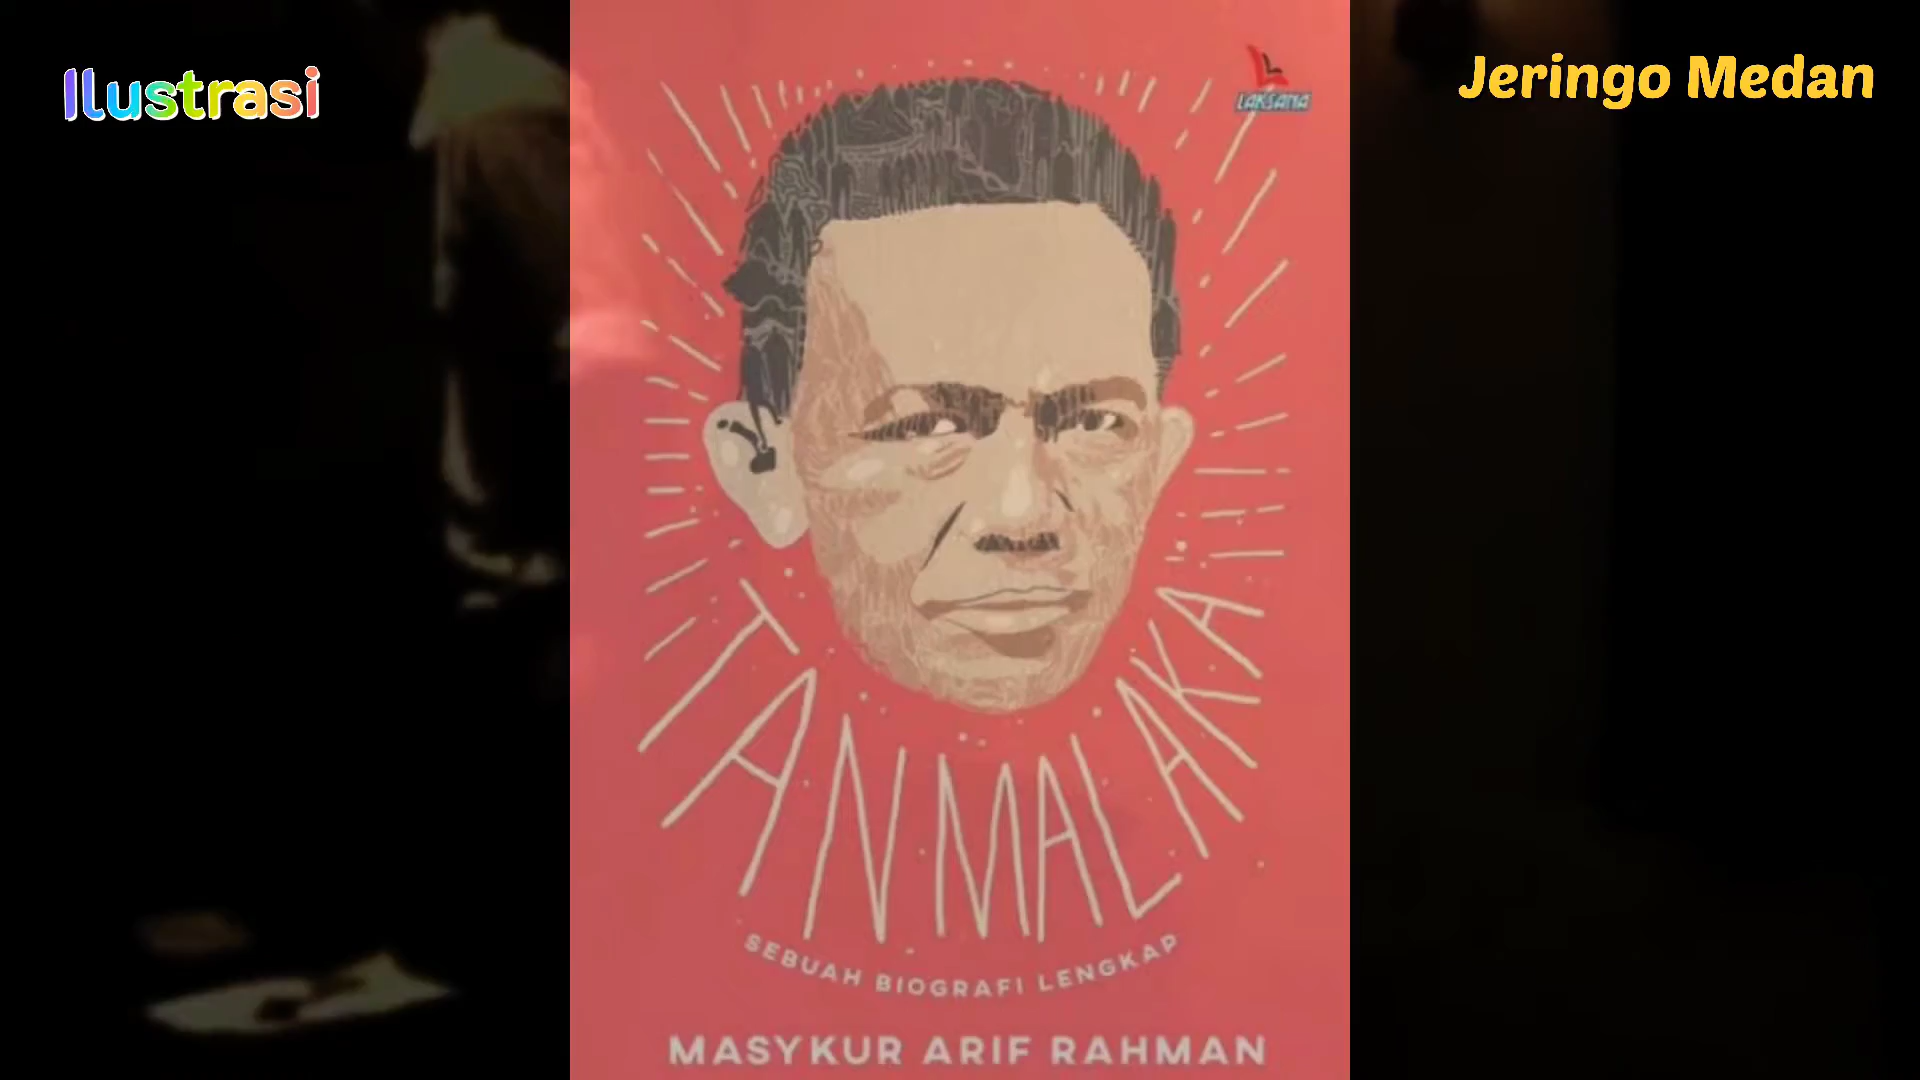 Ilustrasi
Jeringo Medan
LAKSANA
TAN MALAKA
SEBUAH BIOGRAFI LENGKAP
MASYKUR ARIF RAHMAN